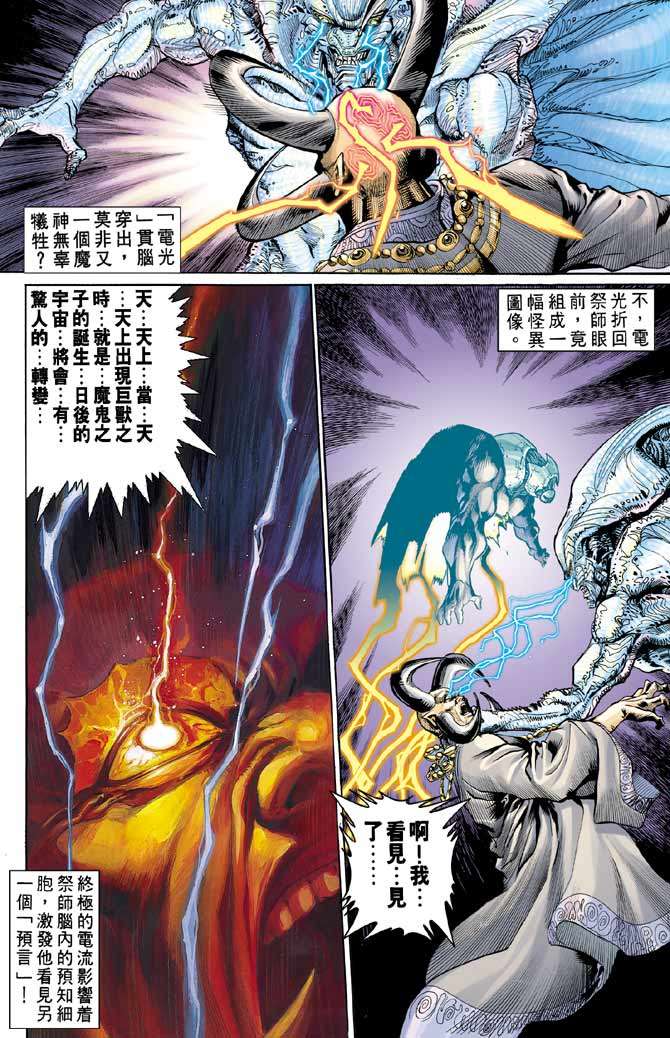 「電光
」貫腦
穿出，
莫非又
一個魔
神無辜
犧牲？
不，電
光折回
祭師眼
前，竟
組成一
幅怪異
圖像。
啊—我…
看見…見
了……
天…天上…當…天
…天上出現巨獸之
時…就是…魔鬼之
子的誕生…日後的
宇宙…將會…有…
驚人的…轉變…
終極的電流影響着
祭師腦內的預知細
胞，激發他看見另
一個「預言」！